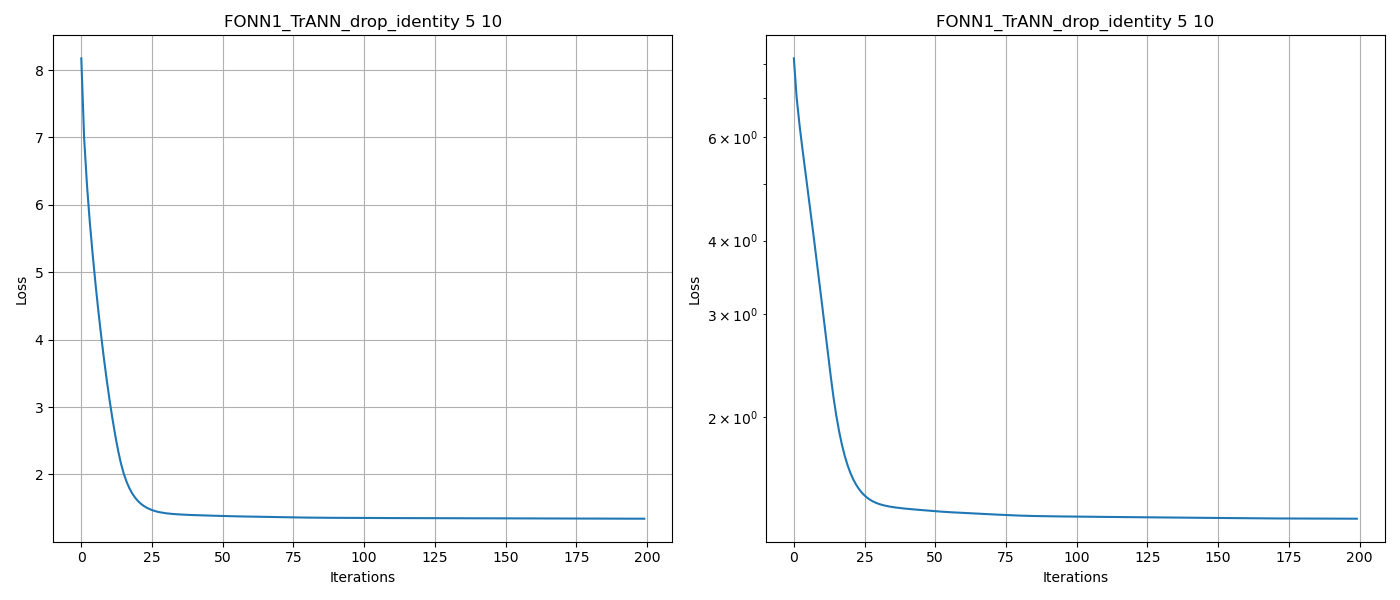 FONN1_TrANN_drop_identity 5 10
8
7
6
5
4
3
2
Loss
0 25 50 75 100 125 150 175 200
Iterations
FONN1_TrANN_drop_identity 5 10
6 × 10⁰
4 × 10⁰
3 × 10⁰
2 × 10⁰
Loss
0 25 50 75 100 125 150 175 200
Iterations